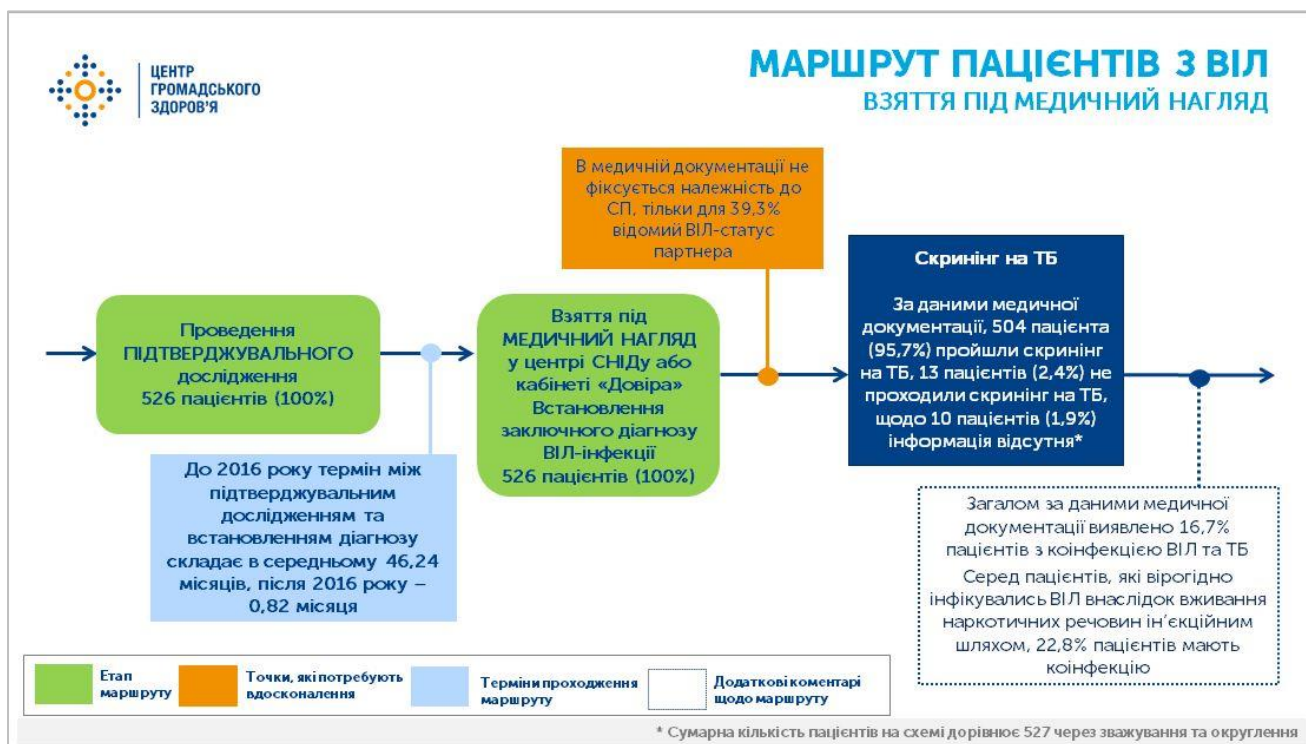 ЦЕНТР
ГРОМАДСЬКОГО
ЗДОРОВ'Я
МАРШРУТ ПАЦІЄНТІВ З ВІЛ
ВЗЯТТЯ ПІД МЕДИЧНИЙ НАГЛЯД
В медичній документації не
фіксується належність до
СП, тільки для 39,3%
відомий ВІЛ-статус
партнера
Проведення
ПІДТВЕРДЖУВАЛЬНОГО
дослідження
526 пацієнтів (100%)
Взяття під
МЕДИЧНИЙ НАГЛЯД
у центрі СНІДу або
кабінеті «Довіра»
Встановлення
заключного діагнозу
ВІЛ-інфекції
526 пацієнтів (100%)
Скринінг на ТБ
За даними медичної
документації, 504 пацієнта
(95,7%) пройшли скринінг
на ТБ, 13 пацієнтів (2,4%) не
проходили скринінг на ТБ,
щодо 10 пацієнтів (1,9%)
інформація відсутня*
До 2016 року термін між
підтверджувальним
дослідженням та
встановленням діагнозу
складає в середньому 46,24
місяців, після 2016 року –
0,82 місяця
Загалом за даними медичної
документації виявлено 16,7%
пацієнтів з коінфекцією ВІЛ та ТБ
Серед пацієнтів, які вірогідно
інфікувались ВІЛ внаслідок вживання
наркотичних речовин ін'єкційним
шляхом, 22,8% пацієнтів мають
коінфекцію
Етап
маршруту
Точки, які потребують
вдосконалення
Терміни проходження
маршруту
Додаткові коментарі
щодо маршруту
* Сумарна кількість пацієнтів на схемі дорівнює 527 через зважування та округлення